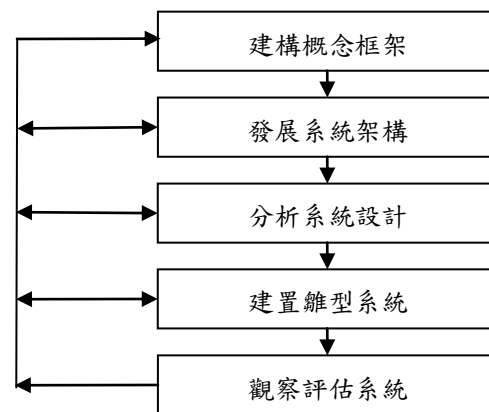 建構概念框架
發展系統架構
分析系統設計
建置雛型系統
觀察評估系統